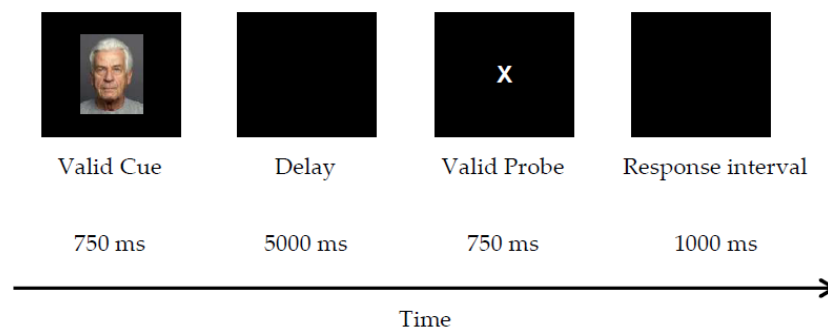 X
Valid Cue Delay Valid Probe Response interval
750 ms 5000 ms 750 ms 1000 ms
Time